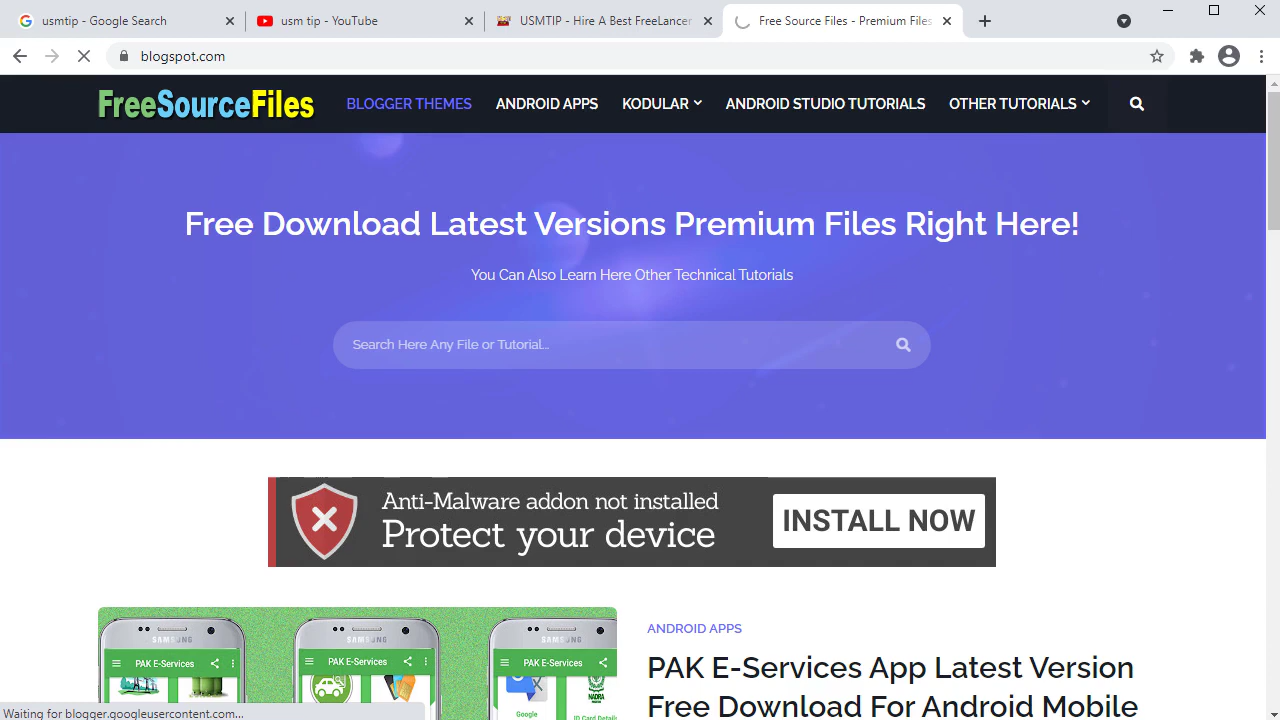 usmtip - Google Search
usm tip - YouTube
USMTIP - Hire A Best FreeLancer
Free Source Files - Premium Files
blogspot.com
FreeSourceFiles
BLOGGER THEMES
ANDROID APPS
KODULAR
ANDROID STUDIO TUTORIALS
OTHER TUTORIALS
Free Download Latest Versions Premium Files Right Here!
You Can Also Learn Here Other Technical Tutorials
Search Here Any File or Tutorial...
Anti-Malware addon not installed
Protect your device
INSTALL NOW
SAMSUNG
SAMSUNG
SAMSUNG
PAK E-Services
PAK E-Services
PAK E-Services
Google
NADRA
ID Card Details
ANDROID APPS
PAK E-Services App Latest Version
Free Download For Android Mobile
Waiting for blogger.googleusercontent.com...